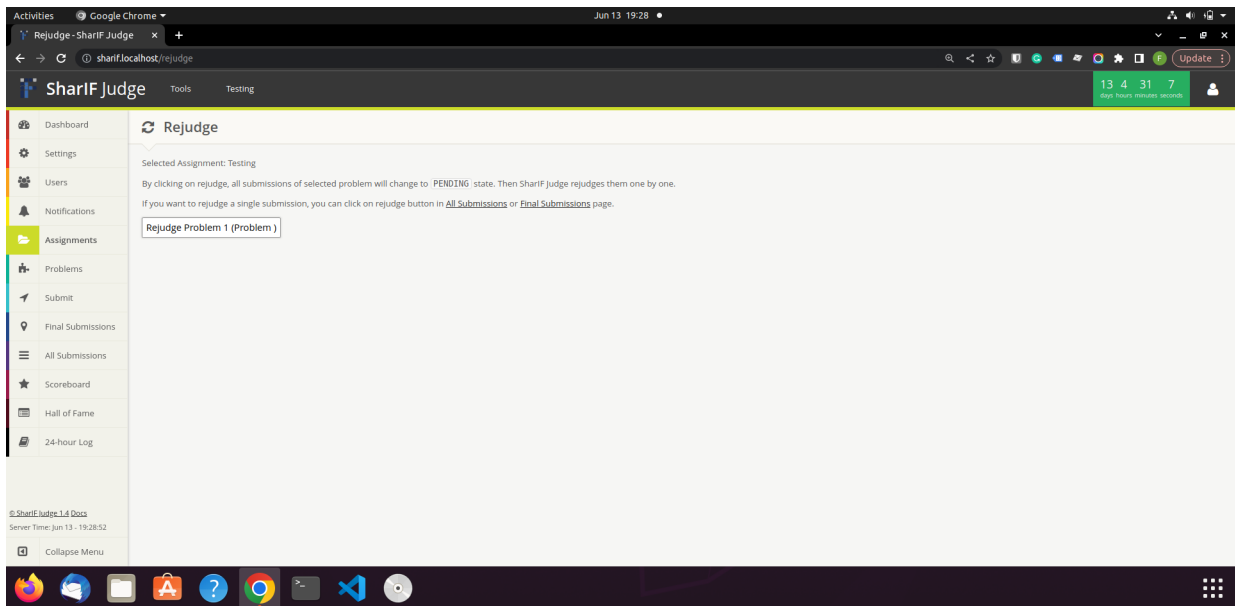 Activities Google Chrome Jun 13 19:28
Rejudge - SharIF Judge
sharif.localhost/rejudge Update
SharIF Judge Tools Testing 13 4 31 7
days hours minutes seconds
Dashboard
Settings
Users
Notifications
Assignments
Problems
Submit
Final Submissions
All Submissions
Scoreboard
Hall of Fame
24-hour Log
© SharIF Judge 1.4 Docs
Server Time: Jun 13 - 19:28:52
Collapse Menu
Rejudge
Selected Assignment: Testing
By clicking on rejudge, all submissions of selected problem will change to PENDING state. Then SharIF Judge rejudges them one by one.
If you want to rejudge a single submission, you can click on rejudge button in All Submissions or Final Submissions page.
Rejudge Problem 1 (Problem )